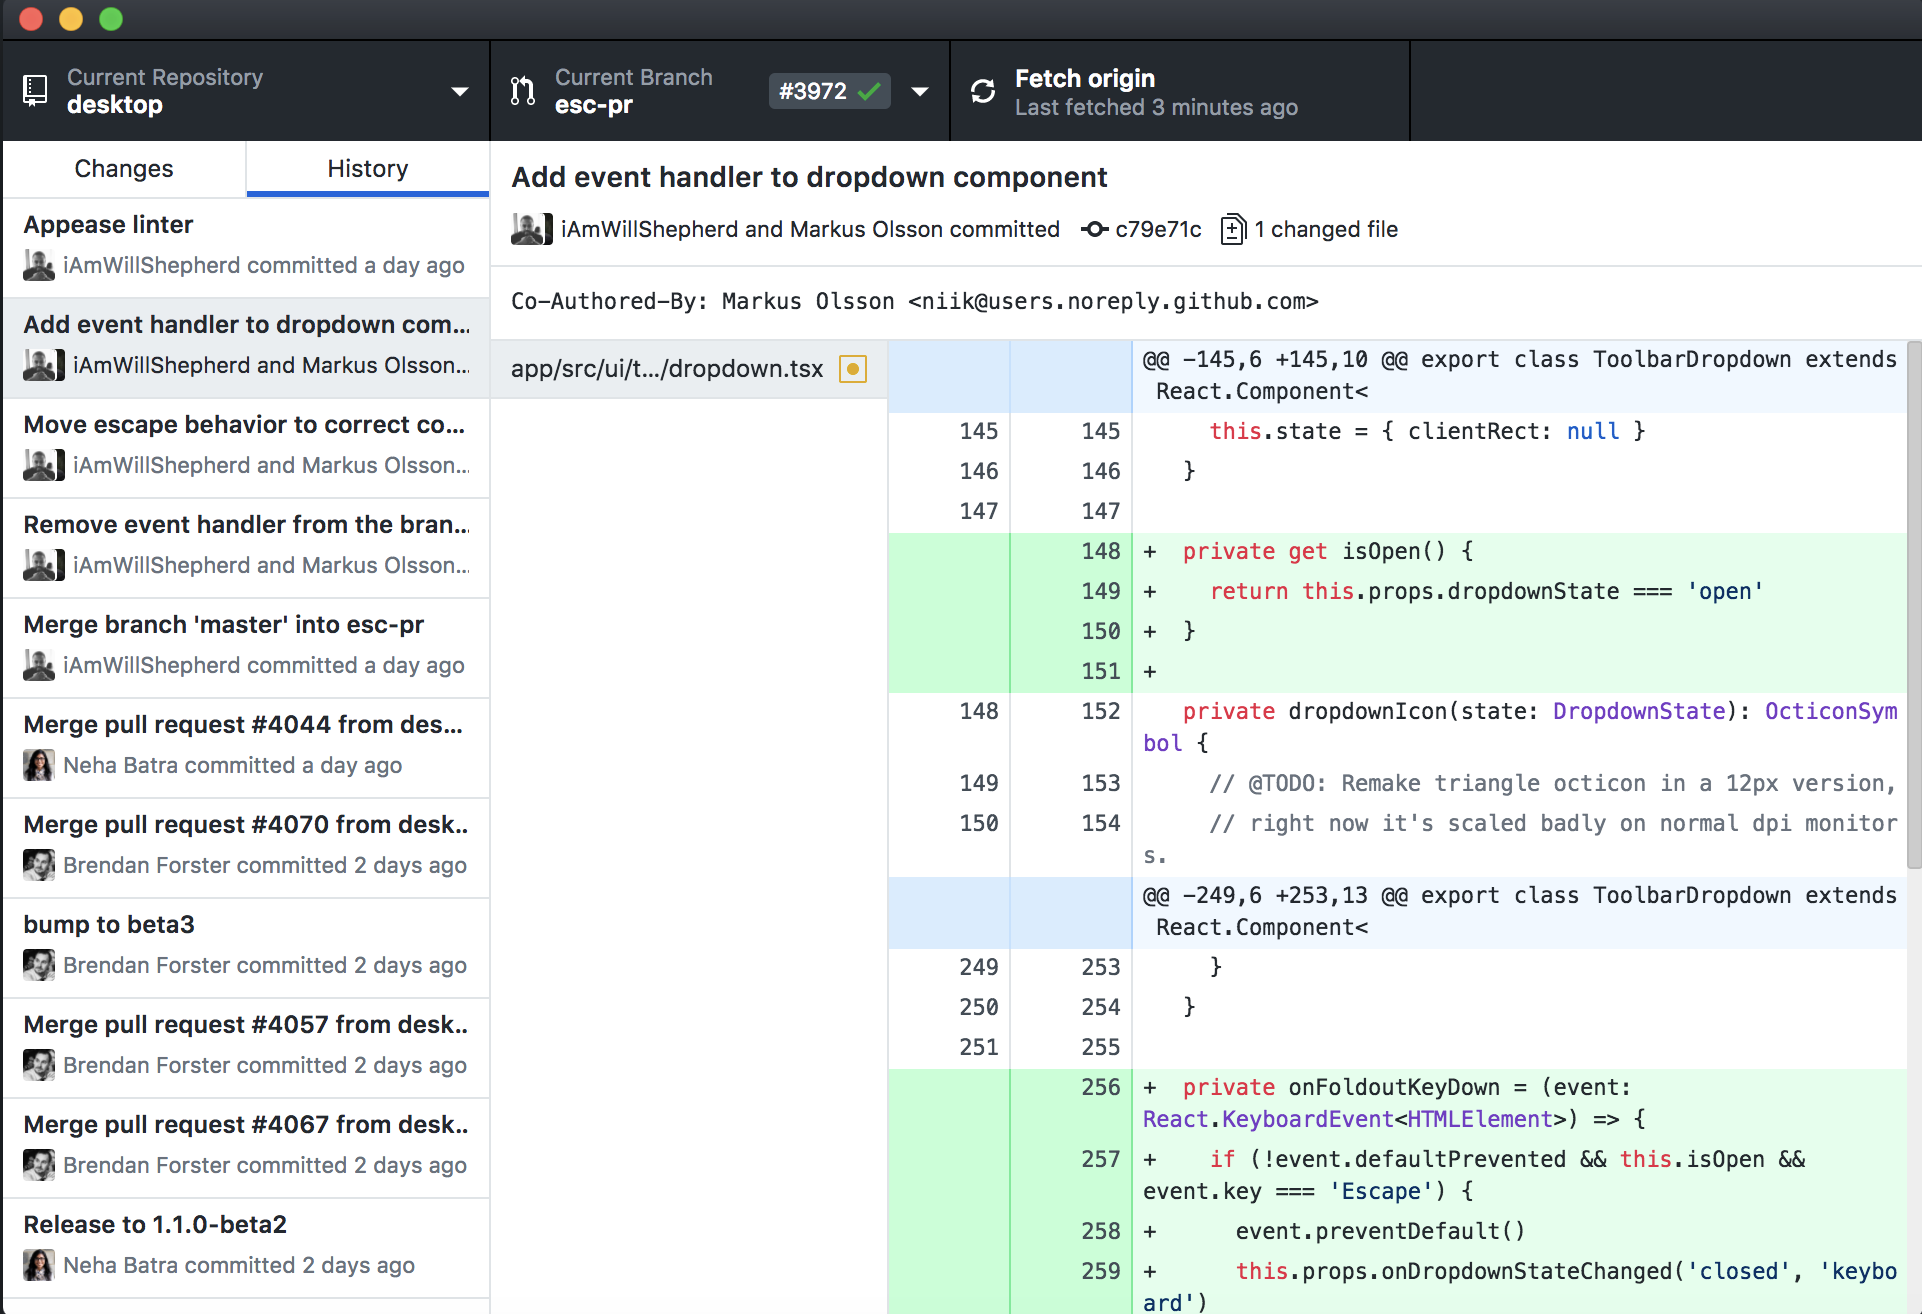 Current Repository
desktop
Current Branch
esc-pr
#3972
Fetch origin
Last fetched 3 minutes ago
Changes
History
Appease linter
iAmWillShepherd committed a day ago
Add event handler to dropdown com...
iAmWillShepherd and Markus Olsson...
Move escape behavior to correct co...
iAmWillShepherd and Markus Olsson...
Remove event handler from the bran...
iAmWillShepherd and Markus Olsson...
Merge branch 'master' into esc-pr
iAmWillShepherd committed a day ago
Merge pull request #4044 from des...
Neha Batra committed a day ago
Merge pull request #4070 from desk...
Brendan Forster committed 2 days ago
bump to beta3
Brendan Forster committed 2 days ago
Merge pull request #4057 from desk...
Brendan Forster committed 2 days ago
Merge pull request #4067 from desk...
Brendan Forster committed 2 days ago
Release to 1.1.0-beta2
Neha Batra committed 2 days ago
Add event handler to dropdown component
iAmWillShepherd and Markus Olsson committed c79e71c 1 changed file
Co-Authored-By: Markus Olsson <niik@users.noreply.github.com>
app/src/ui/t.../dropdown.tsx
@@ -145,6 +145,10 @@ export class ToolbarDropdown extends
React.Component<
145 145 this.state = { clientRect: null }
146 146 }
147 147
148 + private get isOpen() {
149 + return this.props.dropdownState === 'open'
150 + }
151 +
148 152 private dropdownIcon(state: DropdownState): OcticonSym
bol {
149 153 // @TODO: Remake triangle octicon in a 12px version,
150 154 // right now it's scaled badly on normal dpi monitor
s.
@@ -249,6 +253,13 @@ export class ToolbarDropdown extends
React.Component<
249 253 }
250 254 }
251 255
256 + private onFoldoutKeyDown = (event:
React.KeyboardEvent<HTMLElement>) => {
257 + if (!event.defaultPrevented && this.isOpen &&
event.key === 'Escape') {
258 + event.preventDefault()
259 + this.props.onDropdownStateChanged('closed', 'keybo
ard')